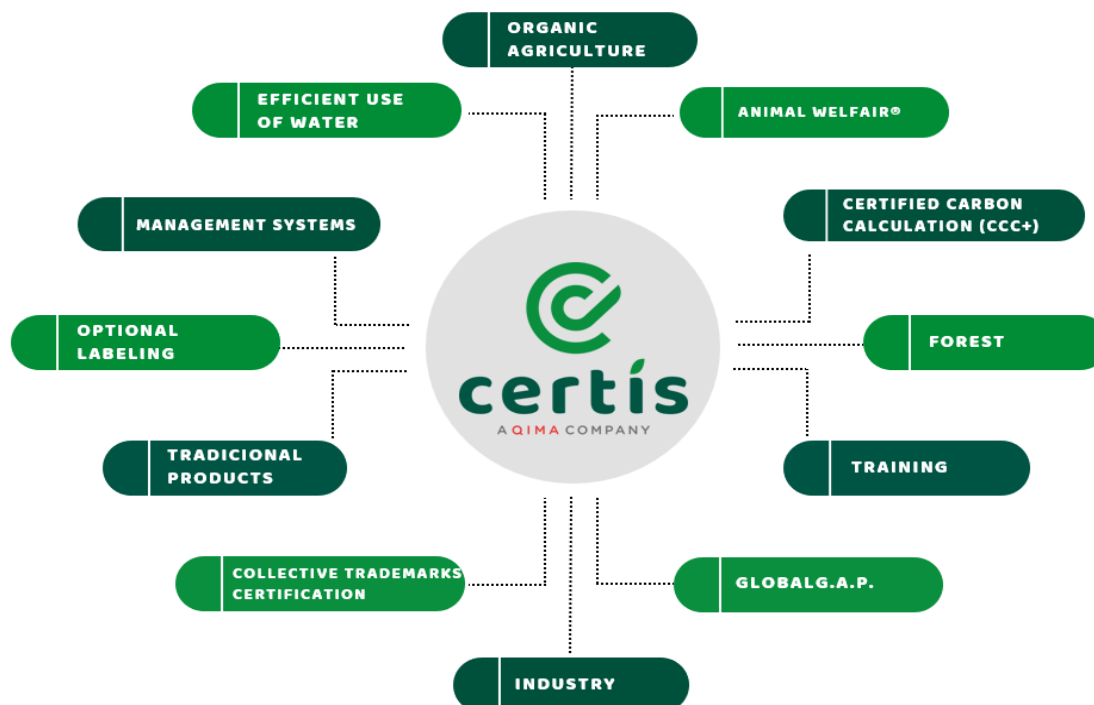 ORGANIC
AGRICULTURE
EFFICIENT USE
OF WATER
ANIMAL WELFAIR®
MANAGEMENT SYSTEMS
CERTIFIED CARBON
CALCULATION (CCC+)
OPTIONAL
LABELING
FOREST
certis
A QIMA COMPANY
TRADICIONAL
PRODUCTS
TRAINING
COLLECTIVE TRADEMARKS
CERTIFICATION
GLOBALG.A.P.
INDUSTRY